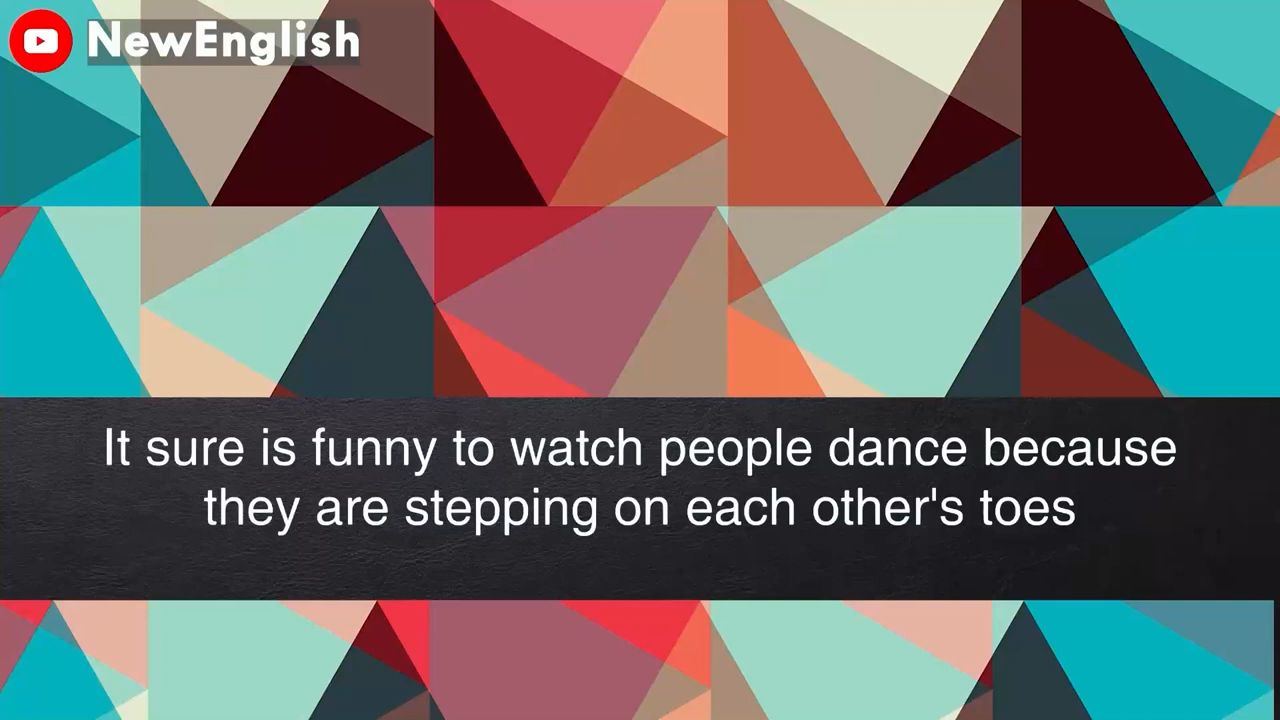 NewEnglish
It sure is funny to watch people dance because
they are stepping on each other's toes